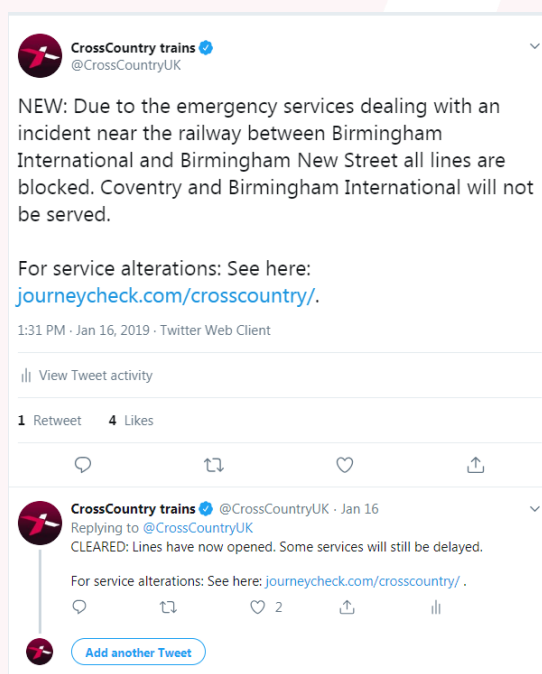 CrossCountry trains
@CrossCountryUK
NEW: Due to the emergency services dealing with an
incident near the railway between Birmingham
International and Birmingham New Street all lines are
blocked. Coventry and Birmingham International will not
be served.
For service alterations: See here:
journeycheck.com/crosscountry/.
1:31 PM · Jan 16, 2019 · Twitter Web Client
View Tweet activity
1 Retweet 4 Likes
CrossCountry trains @CrossCountryUK · Jan 16
Replying to @CrossCountryUK
CLEARED: Lines have now opened. Some services will still be delayed.
For service alterations: See here: journeycheck.com/crosscountry/ .
2
Add another Tweet